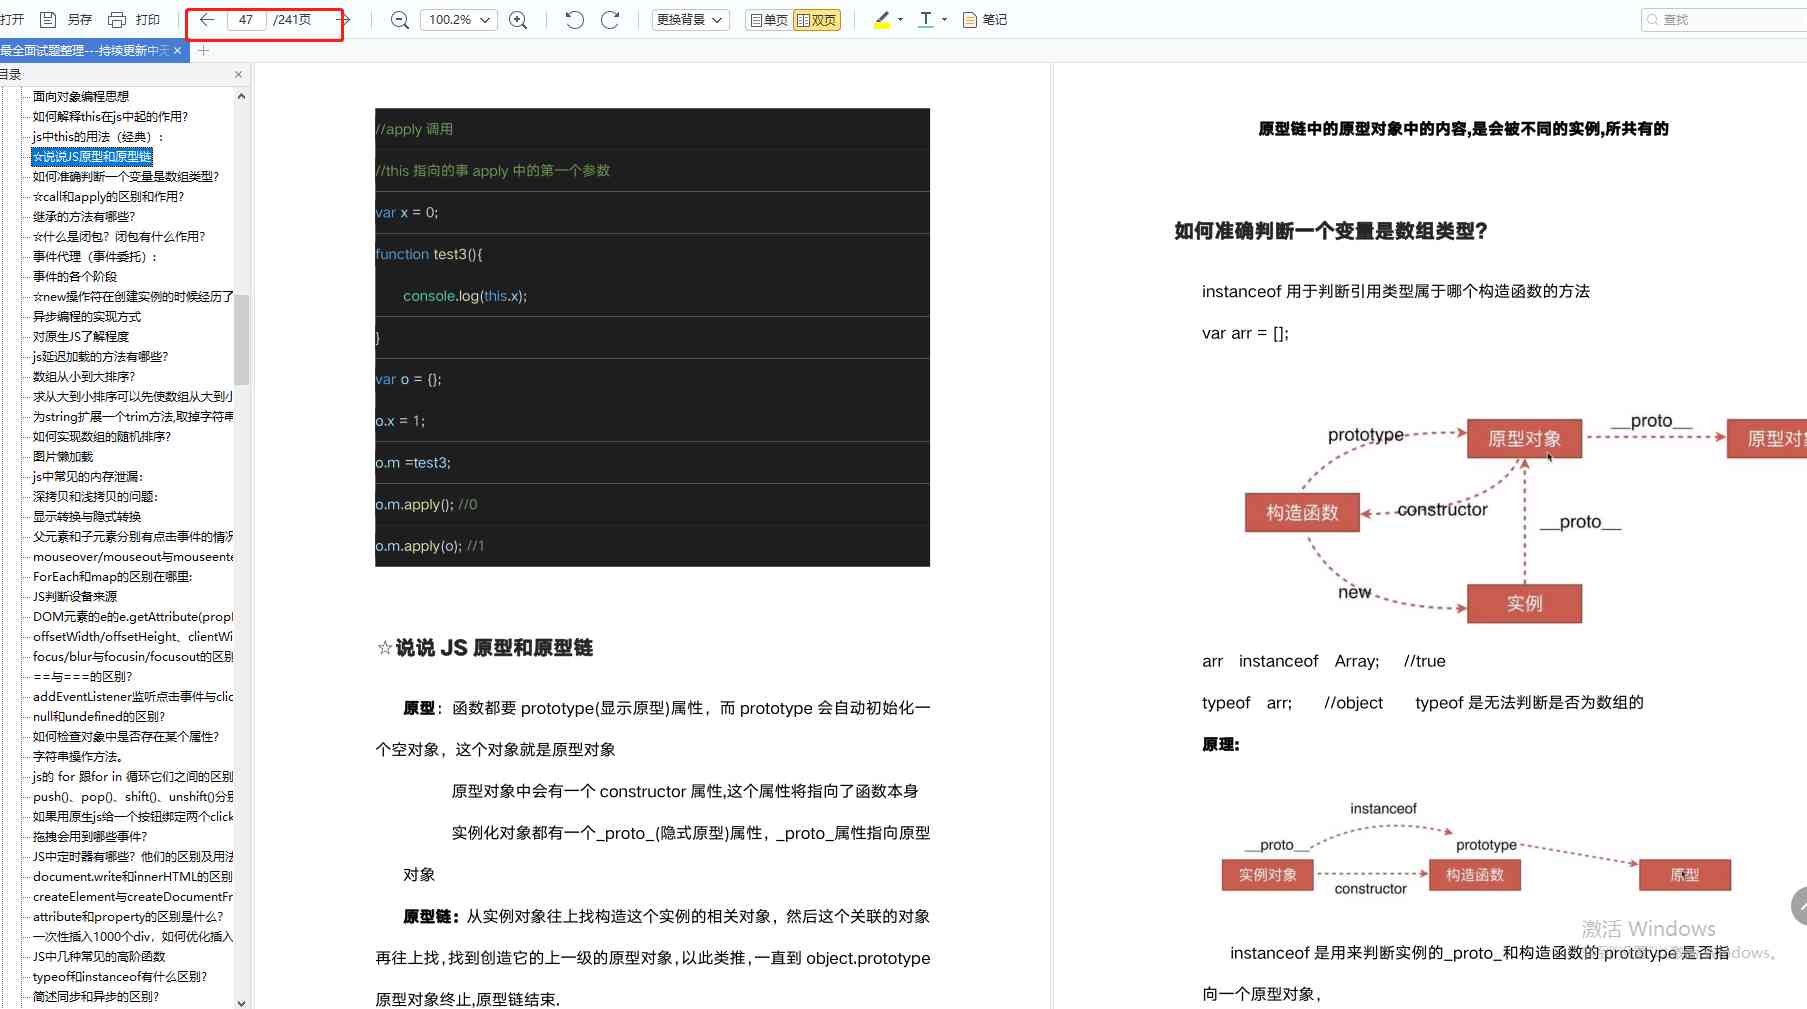 打开 另存 打印 47 /241页 100.2% 更换背景 单页 双页 笔记 查找
最全面试题整理---持续更新中
目录
面向对象编程思想
如何解释this在js中起的作用?
js中this的用法（经典）:
☆说说JS原型和原型链
如何准确判断一个变量是数组类型?
☆call和apply的区别和作用?
继承的方法有哪些?
☆什么是闭包？闭包有什么作用?
事件代理（事件委托）:
事件的各个阶段
☆new操作符在创建实例的时候经历了
异步编程的实现方式
对原生JS了解程度
js延迟加载的方法有哪些?
数组从小到大排序?
求从大到小排序可以先使数组从大到小
为string扩展一个trim方法,取掉字符串
如何实现数组的随机排序?
图片懒加载
js中常见的内存泄漏:
深拷贝和浅拷贝的问题:
显示转换与隐式转换
父元素和子元素分别有点击事件的情况
mouseover/mouseout与mouseente
ForEach和map的区别在哪里:
JS判断设备来源
DOM元素的e的e.getAttribute(propl
offsetWidth/offsetHeight、clientWi
focus/blur与focusin/focusout的区别
==与===的区别?
addEventListener监听点击事件与clic
null和undefined的区别?
如何检查对象中是否存在某个属性?
字符串操作方法。
js的 for 跟for in 循环它们之间的区别
push()、pop()、shift()、unshift()分别
如果用原生js给一个按钮绑定两个click
拖拽会用到哪些事件?
JS中定时器有哪些？他们的区别及用法
document.write和innerHTML的区别
createElement与createDocumentFr
attribute和property的区别是什么?
一次性插入1000个div，如何优化插入
JS中几种常见的高阶函数
typeof和instanceof有什么区别?
简述同步和异步的区别?
//apply 调用
//this 指向的事 apply 中的第一个参数
var x = 0;
function test3(){
console.log(this.x);
}
var o = {};
o.x = 1;
o.m =test3;
o.m.apply(); //0
o.m.apply(o); //1
☆说说 JS 原型和原型链
原型：函数都要 prototype(显示原型)属性，而 prototype 会自动初始化一
个空对象，这个对象就是原型对象
原型对象中会有一个 constructor 属性,这个属性将指向了函数本身
实例化对象都有一个_proto_(隐式原型)属性，_proto_属性指向原型
对象
原型链：从实例对象往上找构造这个实例的相关对象，然后这个关联的对象
再往上找,找到创造它的上一级的原型对象,以此类推,一直到 object.prototype
原型对象终止,原型链结束.
原型链中的原型对象中的内容,是会被不同的实例,所共有的
如何准确判断一个变量是数组类型?
instanceof 用于判断引用类型属于哪个构造函数的方法
var arr = [];
prototype
原型对象
__proto__
原型对象
构造函数
constructor
__proto__
new
实例
arr instanceof Array; //true
typeof arr; //object typeof 是无法判断是否为数组的
原理:
instanceof
__proto__
prototype
实例对象
构造函数
原型
constructor
激活 Windows
instanceof 是用来判断实例的_proto_和构造函数的 prototype 是否指
向一个原型对象，